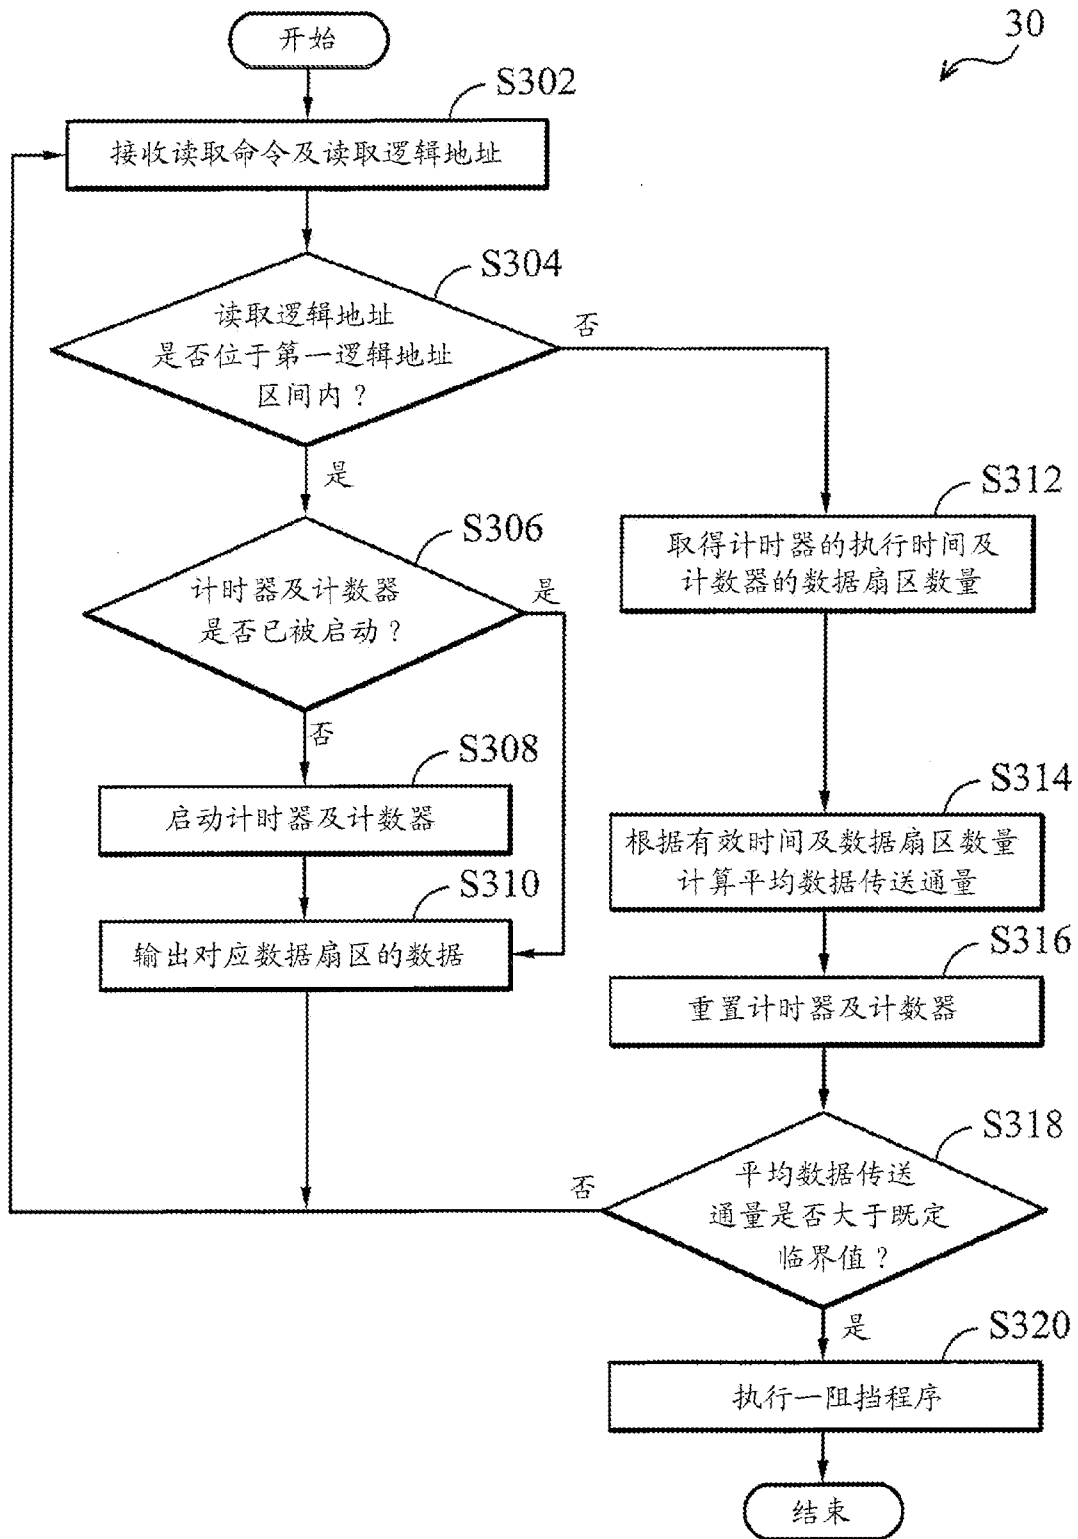 30
开始
S302
接收读取命令及读取逻辑地址
S304
读取逻辑地址
是否位于第一逻辑地址
区间内？
否
是
S306
计时器及计数器
是否已被启动？
是
否
S308
启动计时器及计数器
S310
输出对应数据扇区的数据
S312
取得计时器的执行时间及
计数器的数据扇区数量
S314
根据有效时间及数据扇区数量
计算平均数据传送通量
S316
重置计时器及计数器
S318
平均数据传送
通量是否大于既定
临界值？
否
是
S320
执行一阻挡程序
结束